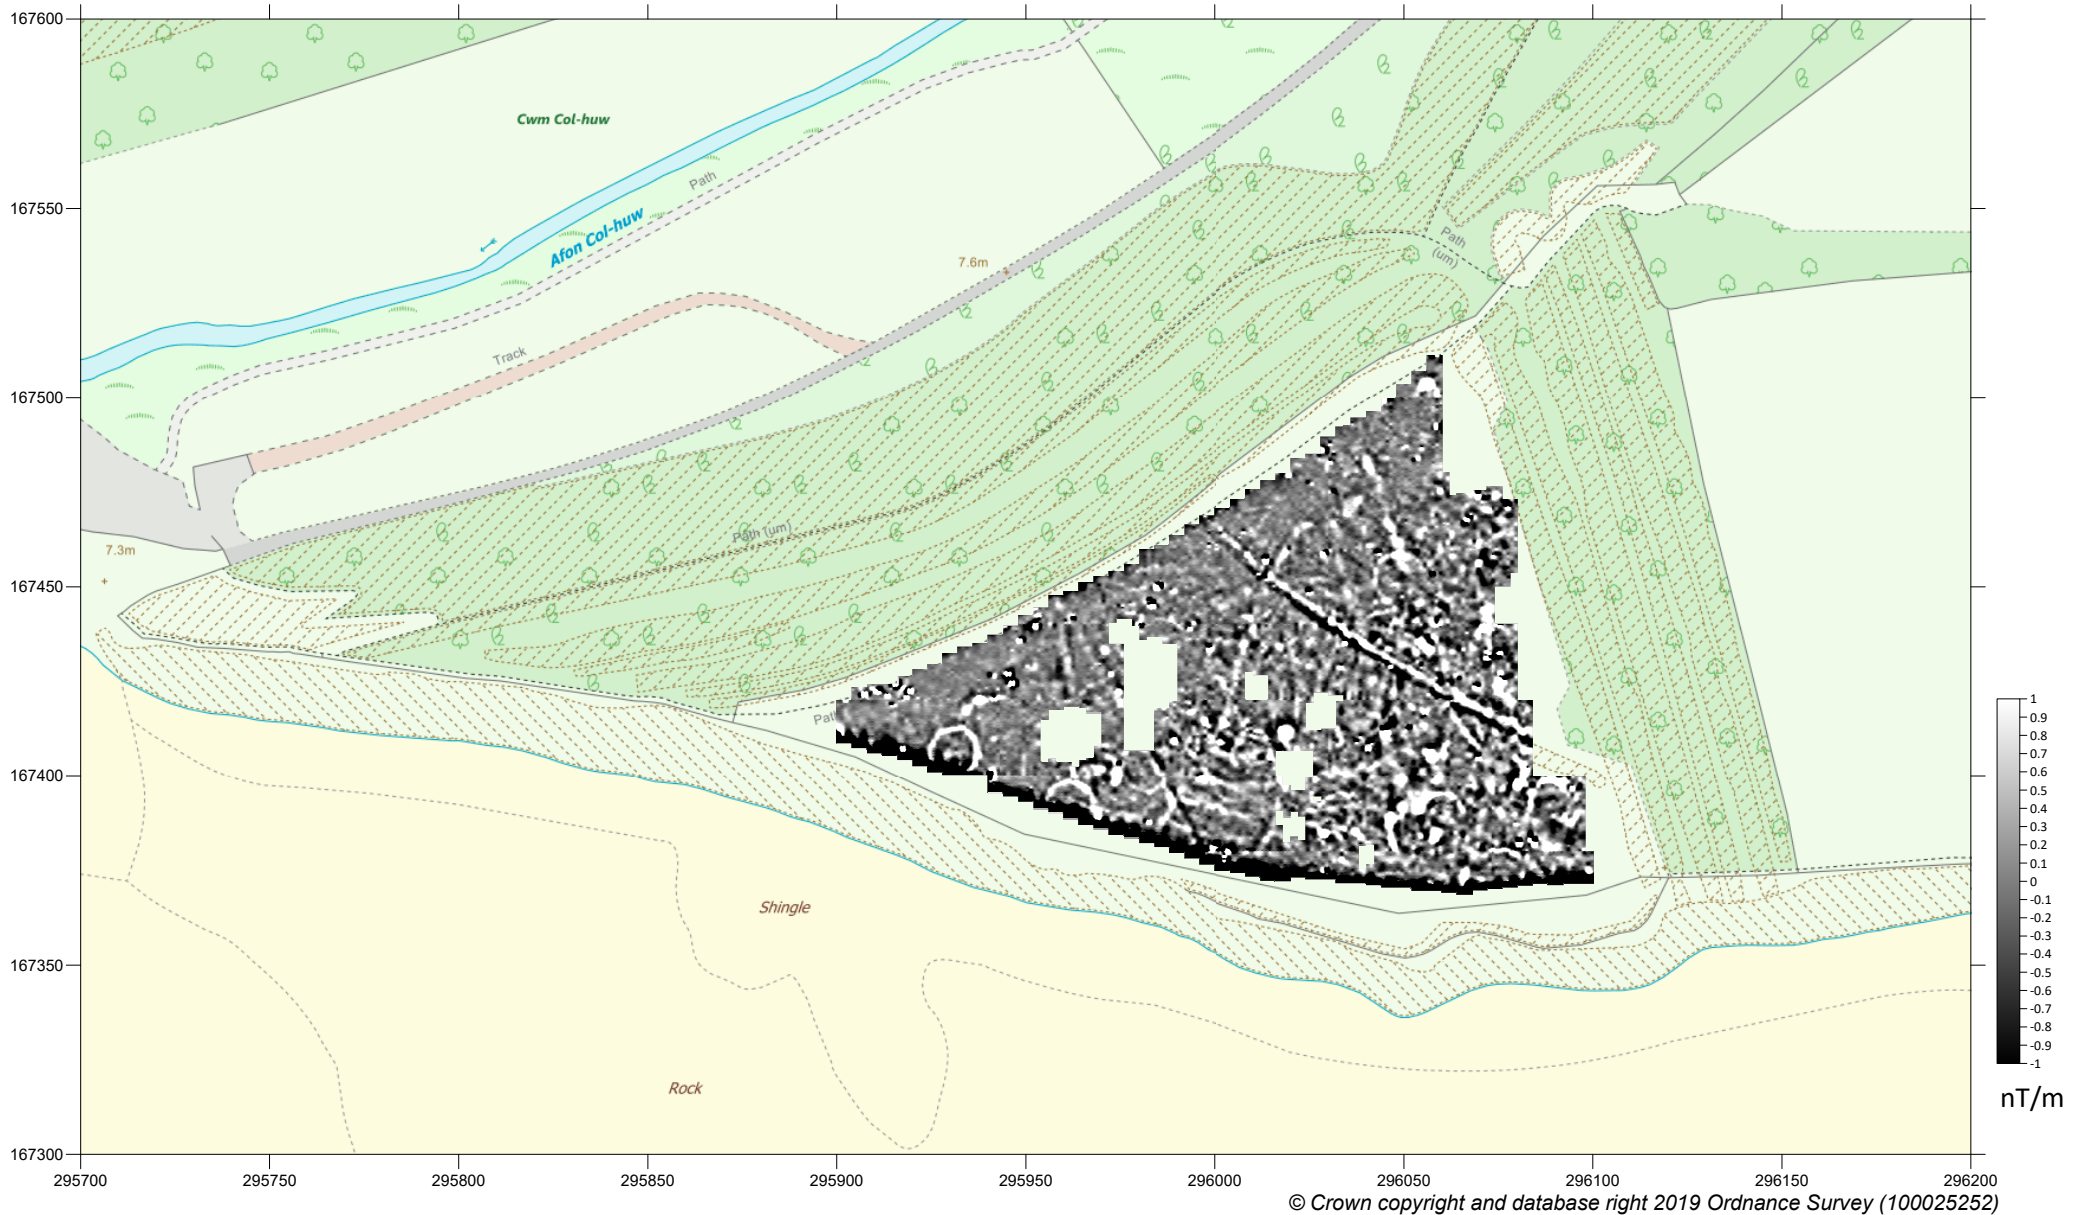 167600
Cwm Col-huw
Path
167550
Afon Col-huw
Path
(um)
7.6m
Track
167500
Path (um)
7.3m
167450
Pat
167400
1
0.9
0.8
0.7
0.6
0.5
0.4
0.3
0.2
0.1
0
-0.1
-0.2
-0.3
-0.4
-0.5
-0.6
-0.7
-0.8
-0.9
-1
nT/m
Shingle
167350
Rock
167300
295700 295750 295800 295850 295900 295950 296000 296050 296100 296150 296200
© Crown copyright and database right 2019 Ordnance Survey (100025252)